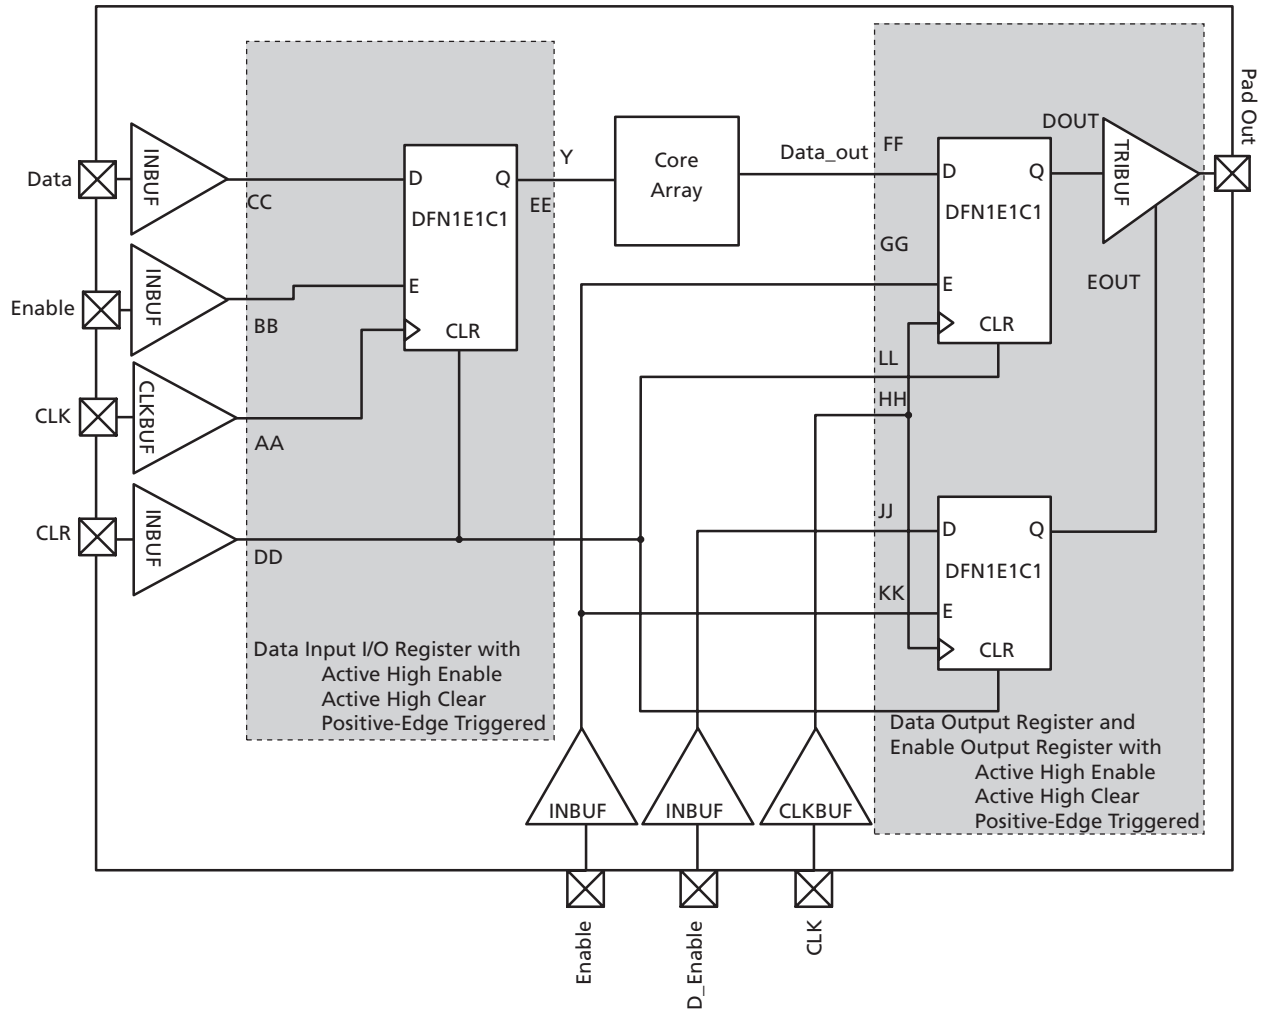 Pad Out
DOUT
Data
INBUF
CC
D
Q
DFN1E1C1
E
CLR
Y
EE
Core
Array
Data_out
FF
D
Q
DFN1E1C1
GG
E
CLR
TRIBUF
EOUT
Enable
INBUF
BB
CLK
CLKBUF
AA
LL
HH
CLR
INBUF
DD
JJ
D
Q
DFN1E1C1
KK
E
CLR
Data Input I/O Register with
Active High Enable
Active High Clear
Positive-Edge Triggered
Data Output Register and
Enable Output Register with
Active High Enable
Active High Clear
Positive-Edge Triggered
INBUF
INBUF
CLKBUF
Enable
D_Enable
CLK